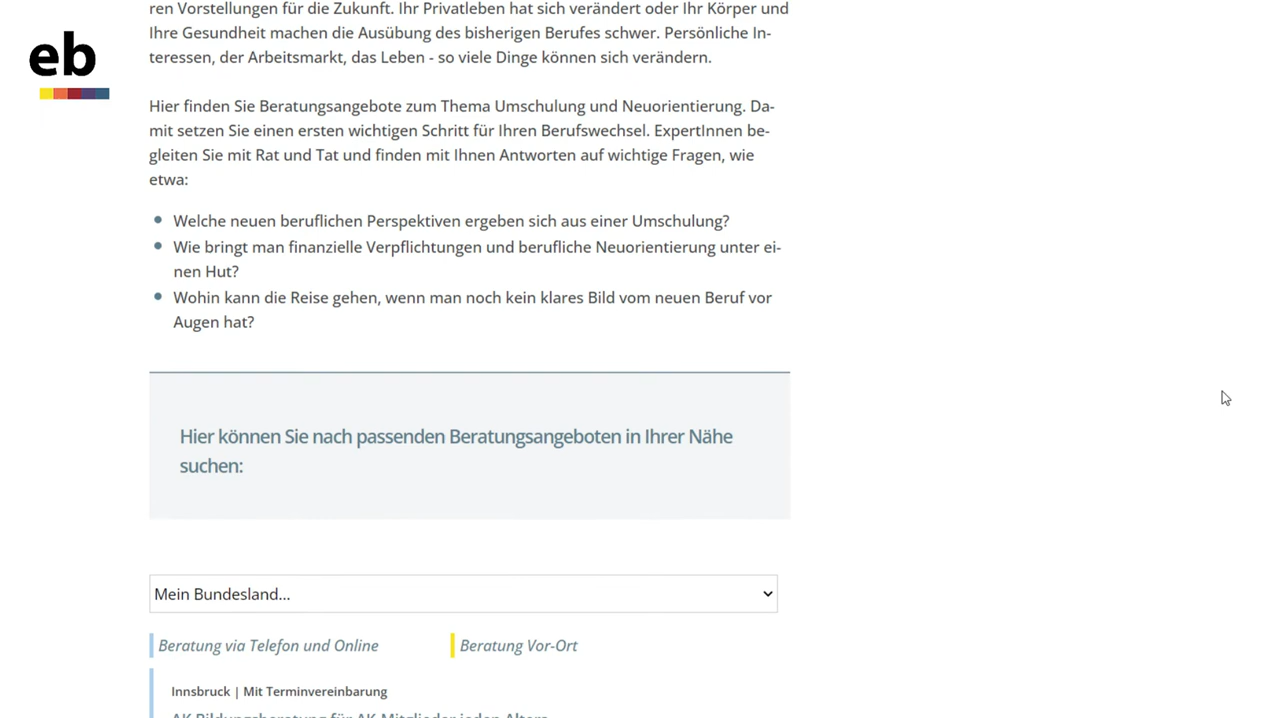 ren Vorstellungen für die Zukunft. Ihr Privatleben hat sich verändert oder Ihr Körper und
Ihre Gesundheit machen die Ausübung des bisherigen Berufes schwer. Persönliche In-
teressen, der Arbeitsmarkt, das Leben - so viele Dinge können sich verändern.
eb
Hier finden Sie Beratungsangebote zum Thema Umschulung und Neuorientierung. Da-
mit setzen Sie einen ersten wichtigen Schritt für Ihren Berufswechsel. ExpertInnen be-
gleiten Sie mit Rat und Tat und finden mit Ihnen Antworten auf wichtige Fragen, wie
etwa:
Welche neuen beruflichen Perspektiven ergeben sich aus einer Umschulung?
Wie bringt man finanzielle Verpflichtungen und berufliche Neuorientierung unter ei-
nen Hut?
Wohin kann die Reise gehen, wenn man noch kein klares Bild vom neuen Beruf vor
Augen hat?
Hier können Sie nach passenden Beratungsangeboten in Ihrer Nähe
suchen:
Mein Bundesland...
Beratung via Telefon und Online
Beratung Vor-Ort
Innsbruck | Mit Terminvereinbarung
AK Bildungsberatung für AK Mitglieder jeden Alters